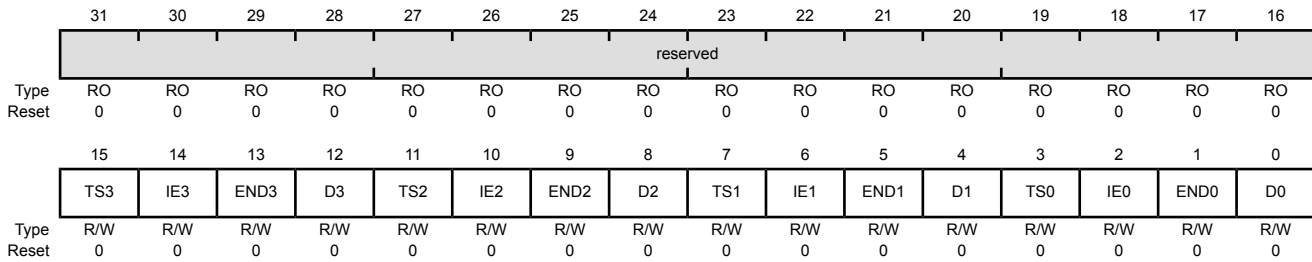 31 30 29 28 27 26 25 24 23 22 21 20 19 18 17 16
reserved
Type RO RO RO RO RO RO RO RO RO RO RO RO RO RO RO RO
Reset 0 0 0 0 0 0 0 0 0 0 0 0 0 0 0 0
15 14 13 12 11 10 9 8 7 6 5 4 3 2 1 0
TS3 IE3 END3 D3 TS2 IE2 END2 D2 TS1 IE1 END1 D1 TS0 IE0 END0 D0
Type R/W R/W R/W R/W R/W R/W R/W R/W R/W R/W R/W R/W R/W R/W R/W R/W
Reset 0 0 0 0 0 0 0 0 0 0 0 0 0 0 0 0